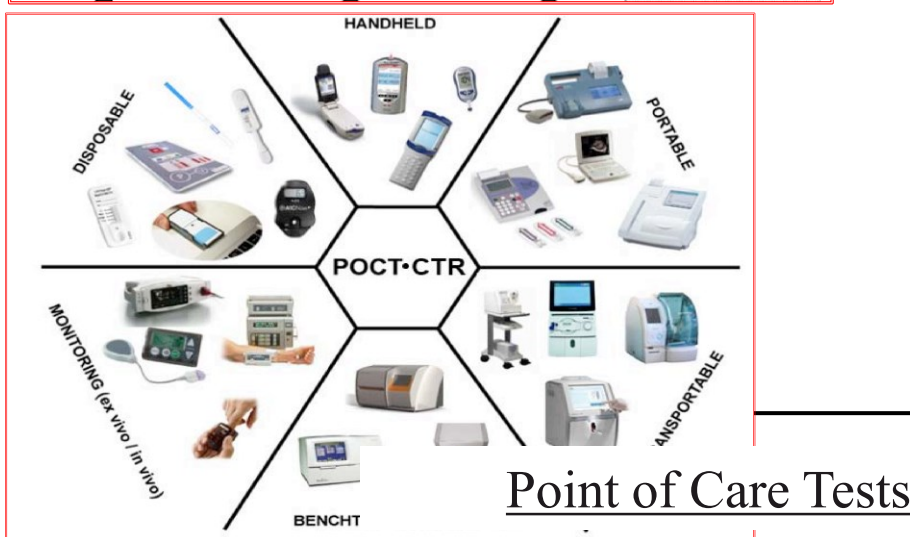 HANDHELD
DISPOSABLE
PORTABLE
POCT•CTR
MONITORING (ex vivo / in vivo)
ANSPORTABLE
BENCHT
Point of Care Tests